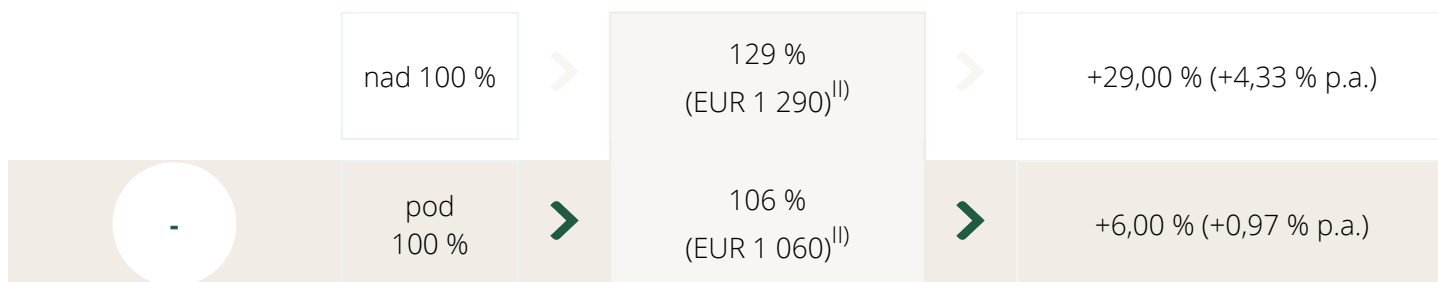 nad 100 %
129 %
(EUR 1 290)II)
+29,00 % (+4,33 % p.a.)
-
pod
100 %
106 %
(EUR 1 060)II)
+6,00 % (+0,97 % p.a.)